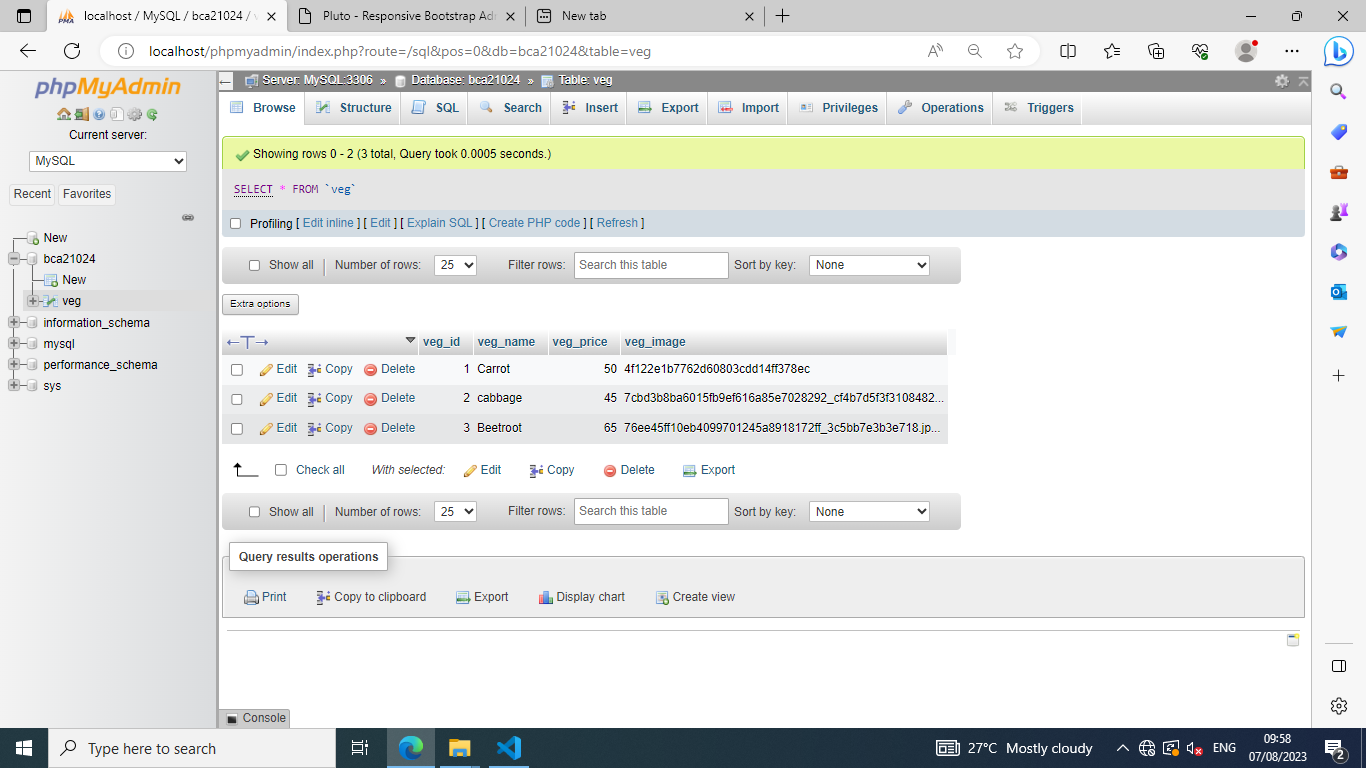 localhost / MySQL / bca21024 / v
Pluto - Responsive Bootstrap Ad
New tab
localhost/phpmyadmin/index.php?route=/sql&pos=0&db=bca21024&table=veg
phpMyAdmin
Current server:
MySQL
Recent Favorites
New
bca21024
New
veg
information_schema
mysql
performance_schema
sys
Server: MySQL:3306 » Database: bca21024 » Table: veg
Browse Structure SQL Search Insert Export Import Privileges Operations Triggers
Showing rows 0 - 2 (3 total, Query took 0.0005 seconds.)
SELECT * FROM `veg`
Profiling [ Edit inline ] [ Edit ] [ Explain SQL ] [ Create PHP code ] [ Refresh ]
Show all | Number of rows: 25 Filter rows: Search this table Sort by key: None
Extra options
←T→ veg_id veg_name veg_price veg_image
Edit Copy Delete 1 Carrot 50 4f122e1b7762d60803cdd14ff378ec
Edit Copy Delete 2 cabbage 45 7cbd3b8ba6015fb9ef616a85e7028292_cf4b7d5f3f3108482...
Edit Copy Delete 3 Beetroot 65 76ee45ff10eb4099701245a8918172ff_3c5bb7e3b3e718.jp...
Check all With selected: Edit Copy Delete Export
Show all | Number of rows: 25 Filter rows: Search this table Sort by key: None
Query results operations
Print Copy to clipboard Export Display chart Create view
Console
Type here to search
27°C Mostly cloudy
ENG
09:58
07/08/2023
2